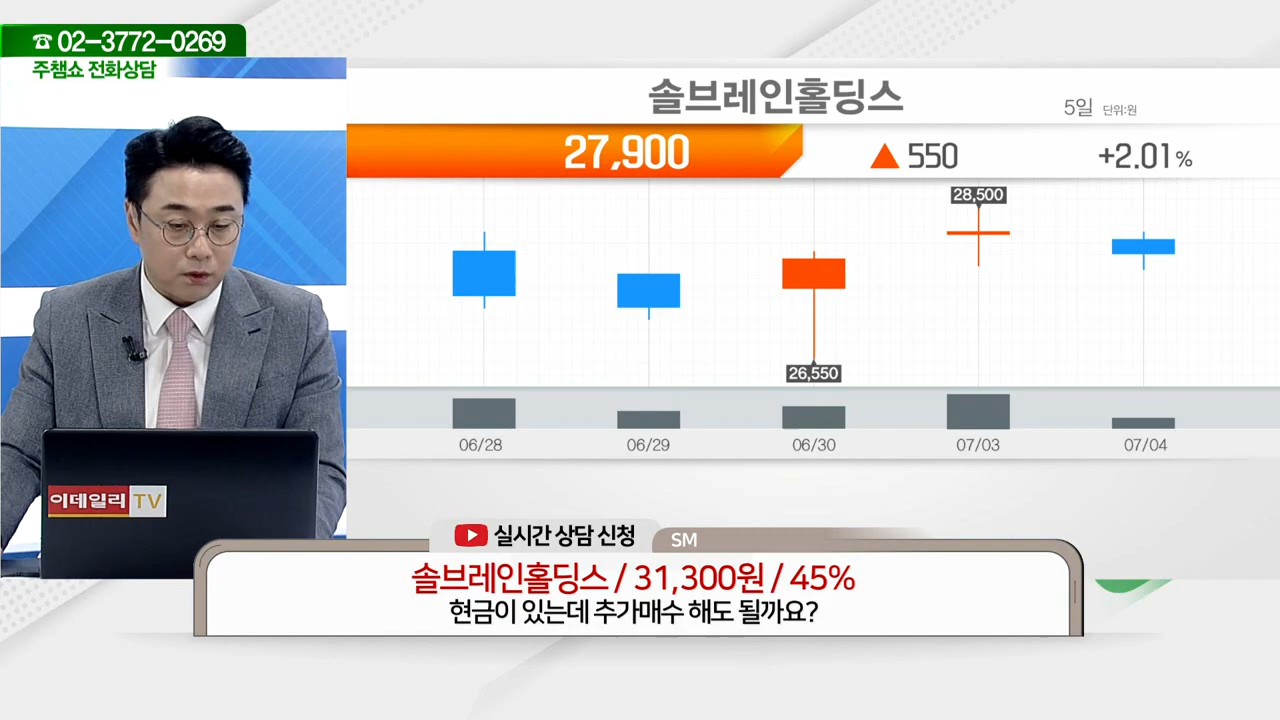 ☎ 02-3772-0269
주챔쇼 전화상담
솔브레인홀딩스
5일 단위:원
27,900 ▲ 550 +2.01%
28,500
26,550
06/28 06/29 06/30 07/03 07/04
이데일리 TV
실시간 상담 신청 SM
솔브레인홀딩스 / 31,300원 / 45%
현금이 있는데 추가매수 해도 될까요?